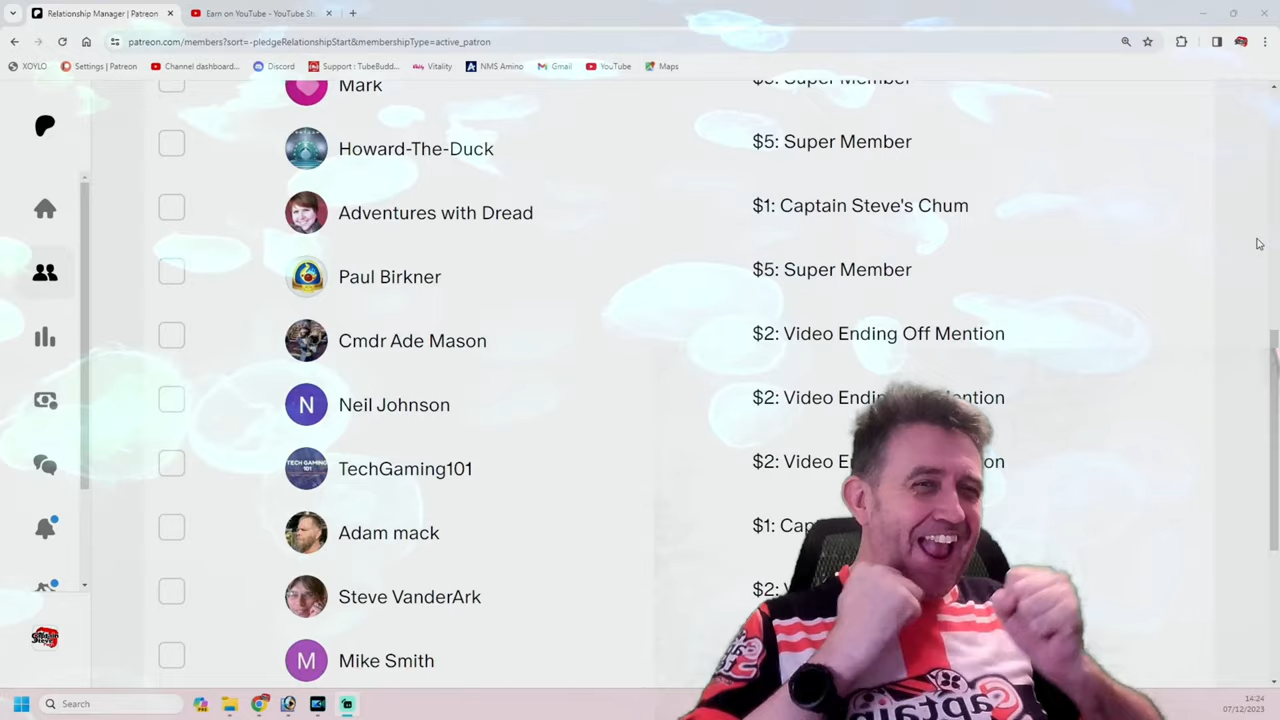 Relationship Manager | Patreon
Earn on YouTube - YouTube St
patreon.com/members?sort=-pledgeRelationshipStart&membershipType=active_patron
XOYLO
Settings | Patreon
Channel dashboard...
Discord
Support : TubeBudd...
Vitality
NMS Amino
Gmail
YouTube
Maps
Mark
Howard-The-Duck
$5: Super Member
Adventures with Dread
$1: Captain Steve's Chum
Paul Birkner
$5: Super Member
Cmdr Ade Mason
$2: Video Ending Off Mention
N
Neil Johnson
$2: Video
TECH GAMING
101
TechGaming101
$2: Video
Adam mack
$1:
Steve VanderArk
$2:
M
Mike Smith
Search
14:24
07/12/2023